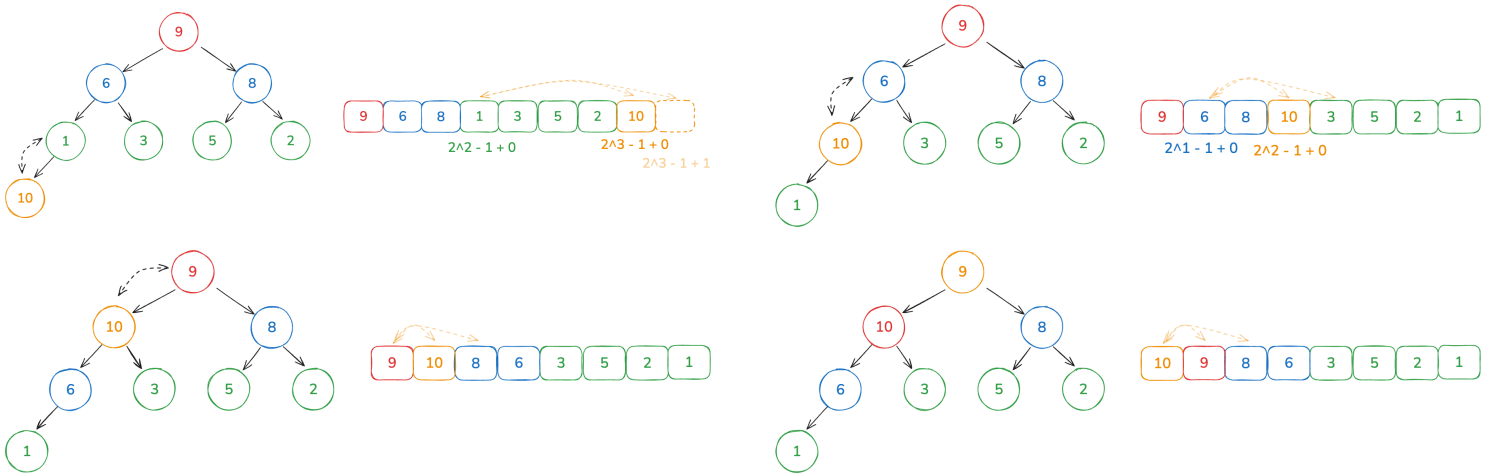 9
6 8
1 3 5 2
10
9 6 8 1 3 5 2 10
2^2 - 1 + 0 2^3 - 1 + 0
2^3 - 1 + 1
9
6 8
10 3 5 2
1
9 6 8 10 3 5 2 1
2^1 - 1 + 0 2^2 - 1 + 0
9
10 8
6 3 5 2
1
9 10 8 6 3 5 2 1
9
10 8
6 3 5 2
1
10 9 8 6 3 5 2 1